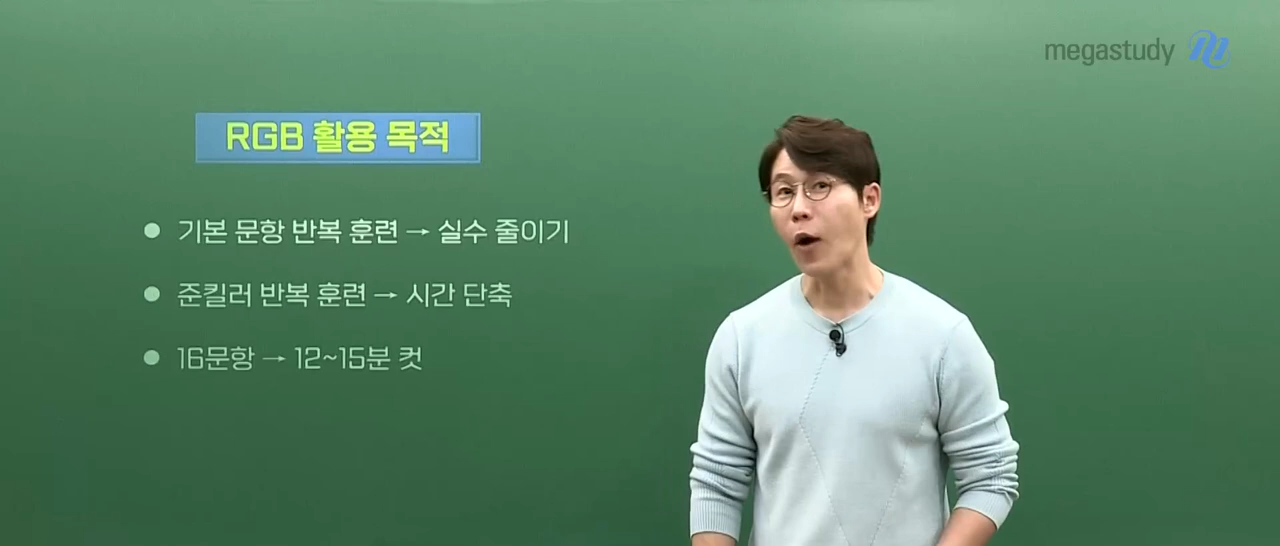 megastudy
RGB 활용 목적
기본 문항 반복 훈련 → 실수 줄이기
준킬러 반복 훈련 → 시간 단축
16문항 → 12~15분 컷